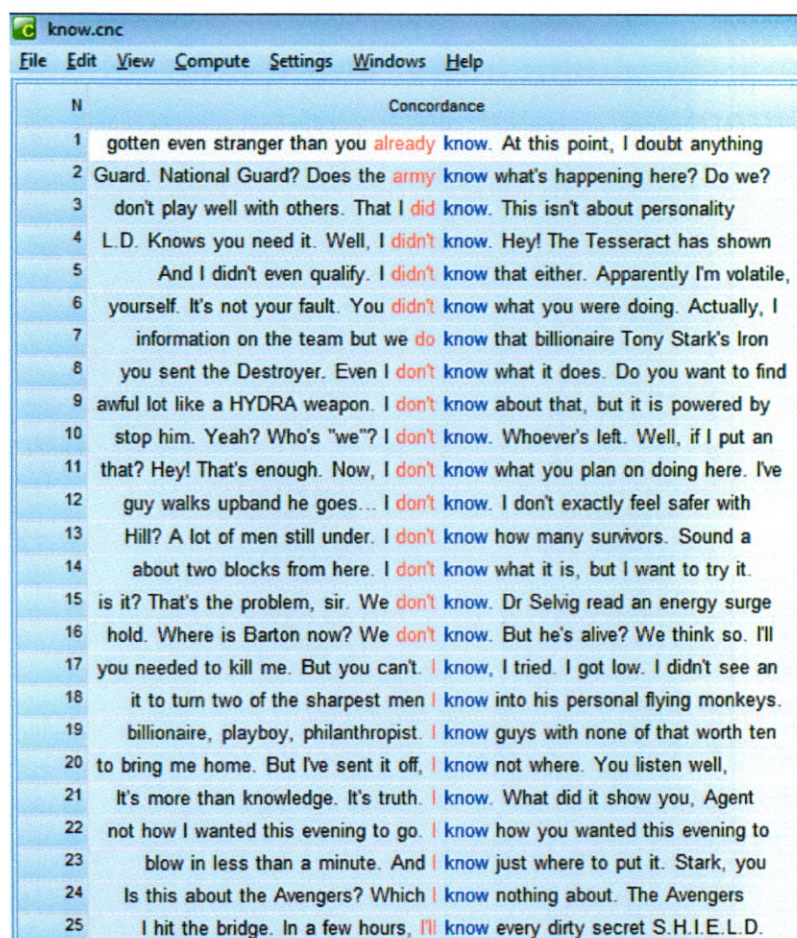 know.cnc
File Edit View Compute Settings Windows Help
N Concordance
1 gotten even stranger than you already know. At this point, I doubt anything
2 Guard. National Guard? Does the army know what's happening here? Do we?
3 don't play well with others. That I did know. This isn't about personality
4 L.D. Knows you need it. Well, I didn't know. Hey! The Tesseract has shown
5 And I didn't even qualify. I didn't know that either. Apparently I'm volatile,
6 yourself. It's not your fault. You didn't know what you were doing. Actually, I
7 information on the team but we do know that billionaire Tony Stark's Iron
8 you sent the Destroyer. Even I don't know what it does. Do you want to find
9 awful lot like a HYDRA weapon. I don't know about that, but it is powered by
10 stop him. Yeah? Who's "we"? I don't know. Whoever's left. Well, if I put an
11 that? Hey! That's enough. Now, I don't know what you plan on doing here. I've
12 guy walks upband he goes... I don't know. I don't exactly feel safer with
13 Hill? A lot of men still under. I don't know how many survivors. Sound a
14 about two blocks from here. I don't know what it is, but I want to try it.
15 is it? That's the problem, sir. We don't know. Dr Selvig read an energy surge
16 hold. Where is Barton now? We don't know. But he's alive? We think so. I'll
17 you needed to kill me. But you can't. I know, I tried. I got low. I didn't see an
18 it to turn two of the sharpest men I know into his personal flying monkeys.
19 billionaire, playboy, philanthropist. I know guys with none of that worth ten
20 to bring me home. But I've sent it off, I know not where. You listen well,
21 It's more than knowledge. It's truth. I know. What did it show you, Agent
22 not how I wanted this evening to go. I know how you wanted this evening to
23 blow in less than a minute. And I know just where to put it. Stark, you
24 Is this about the Avengers? Which I know nothing about. The Avengers
25 I hit the bridge. In a few hours, I'll know every dirty secret S.H.I.E.L.D.